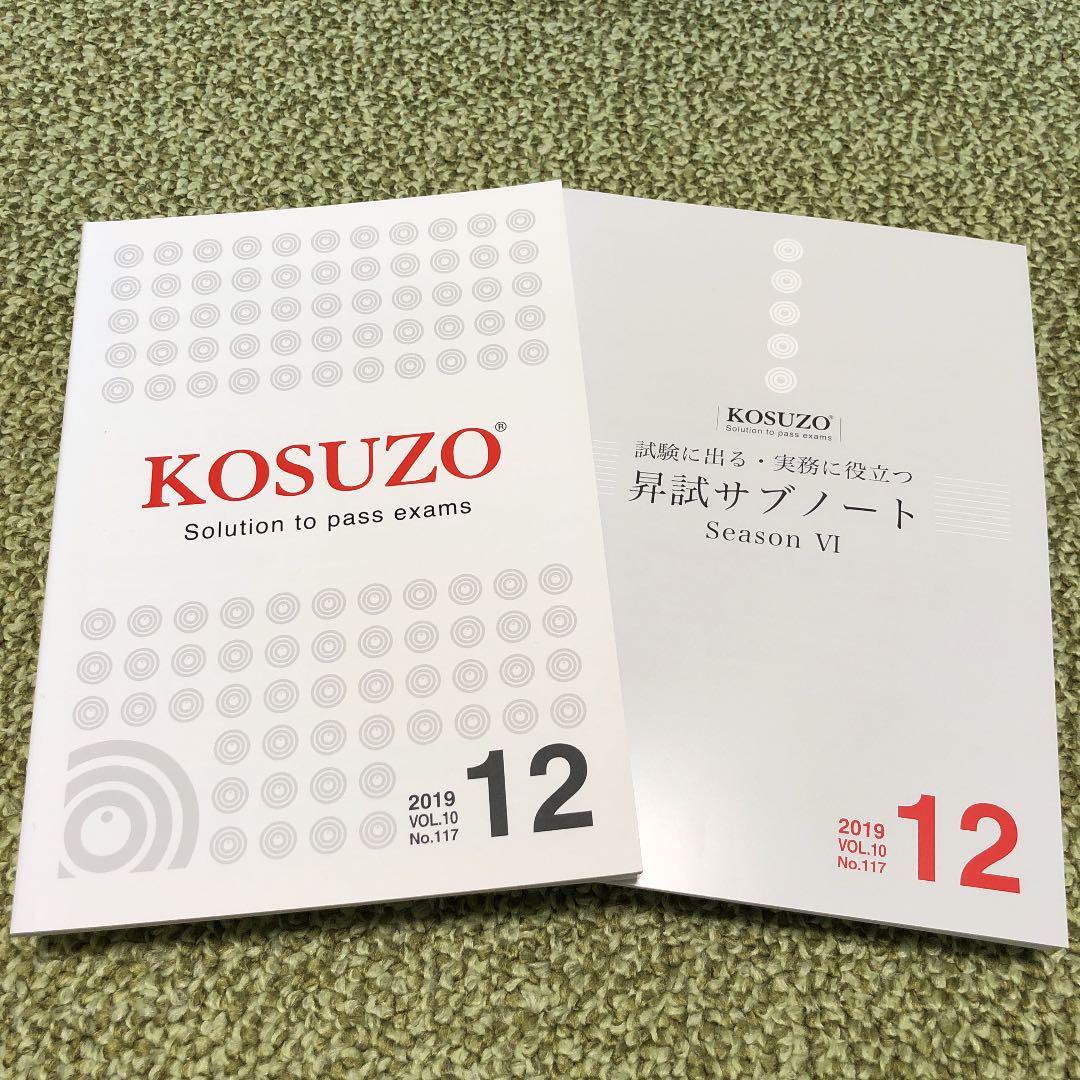 KOSUZO®
Solution to pass exams
2019
VOL.10
No.117
12
KOSUZO®
Solution to pass exams
試験に出る・実務に役立つ
昇試サブノート
Season VI
2019
VOL.10
No.117
12